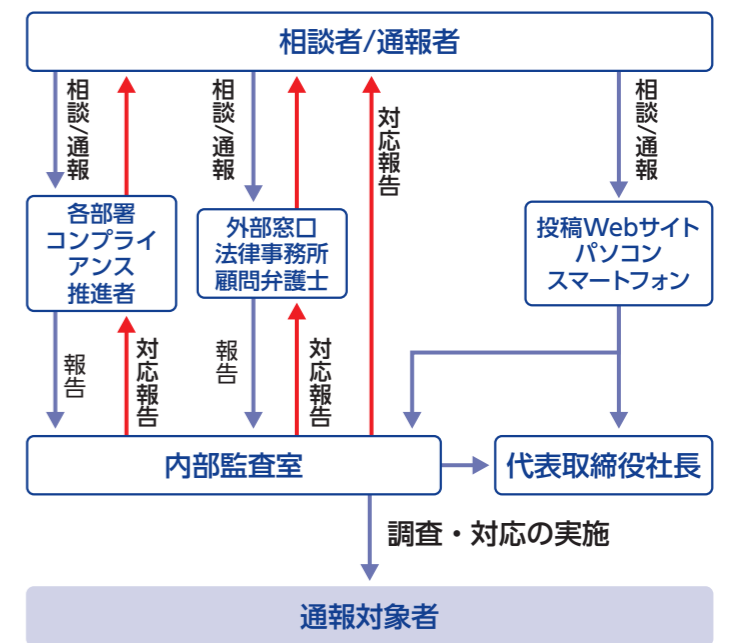 相談者/通報者
相談/通報
相談/通報
対応報告
相談/通報
各部署
コンプライ
アンス
推進者
外部窓口
法律事務所
顧問弁護士
投稿Webサイト
パソコン
スマートフォン
報告
対応報告
報告
対応報告
内部監査室
代表取締役社長
調査・対応の実施
通報対象者